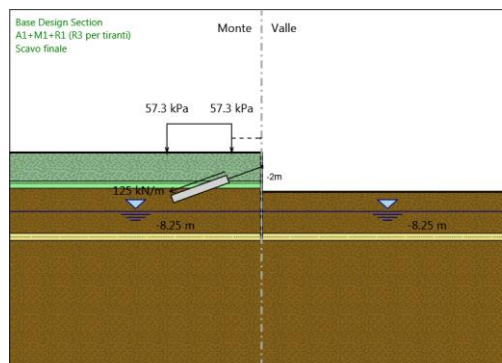 Base Design Section
A1+M1+R1 (R3 per tiranti)
Scavo finale
Monte Valle
57.3 kPa 57.3 kPa
-2m
125 kN/m
-8.25 m -8.25 m